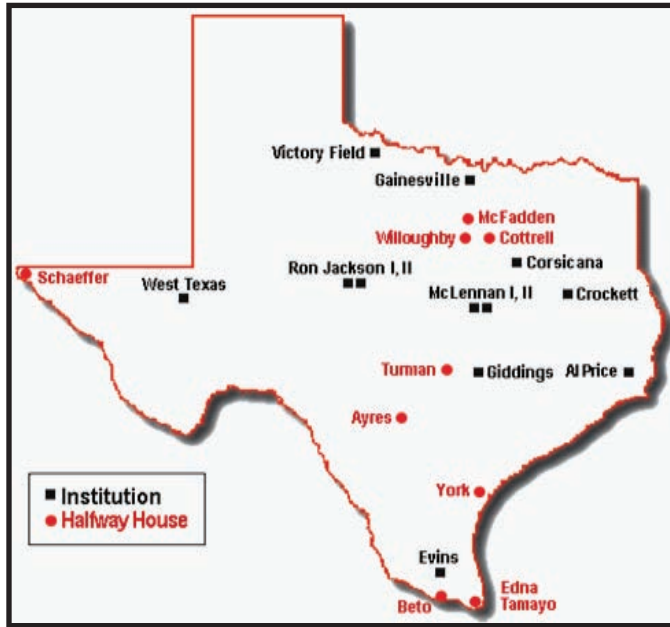 Victory Field
Gainesville
McFadden
Willoughby
Cottrell
Corsicana
Schaeffer
West Texas
Ron Jackson I, II
McLennan I, II
Crockett
Turman
Giddings
Al Price
Ayres
York
Institution
Halfway House
Evins
Beto
Edna
Tamayo